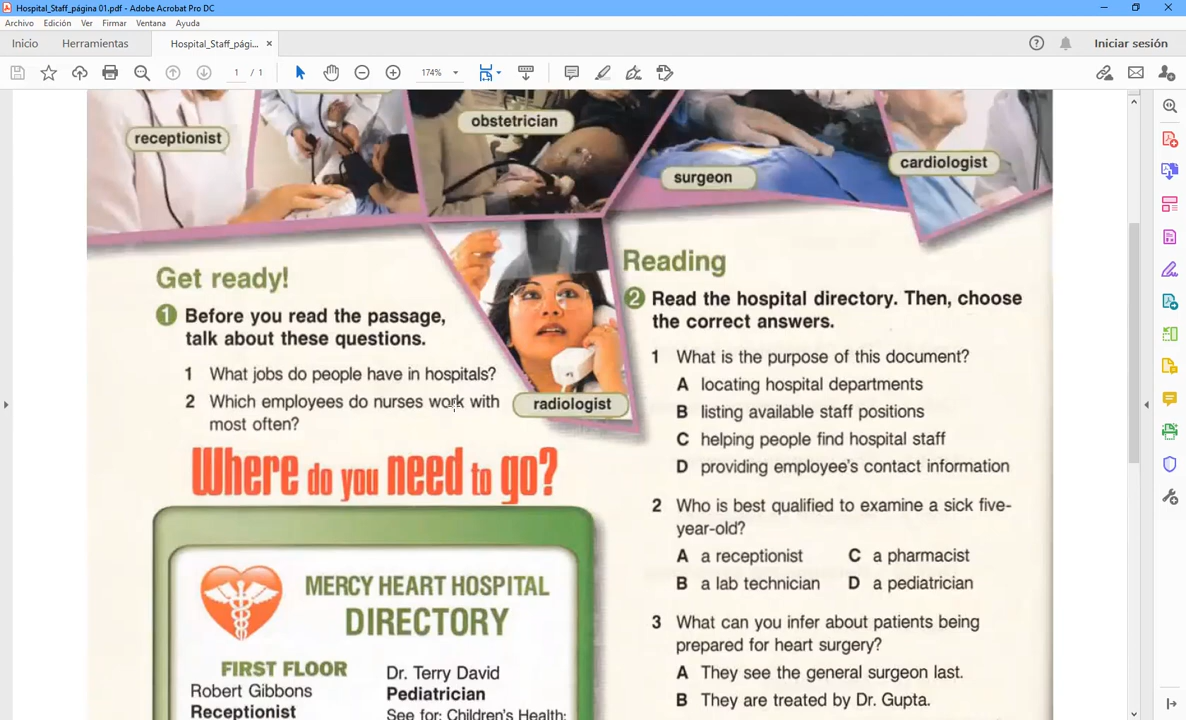 Hospital_Staff_página 01.pdf - Adobe Acrobat Pro DC
Archivo Edición Ver Firmar Ventana Ayuda
Inicio Herramientas Hospital_Staff_pági... × Iniciar sesión
1 / 1 174%
receptionist
obstetrician
surgeon
cardiologist
radiologist
Get ready!
1 Before you read the passage,
talk about these questions.
1 What jobs do people have in hospitals?
2 Which employees do nurses work with
most often?
Where do you need to go?
MERCY HEART HOSPITAL
DIRECTORY
FIRST FLOOR
Robert Gibbons
Receptionist
Dr. Terry David
Pediatrician
See for: Children's Health:
Reading
2 Read the hospital directory. Then, choose
the correct answers.
1 What is the purpose of this document?
A locating hospital departments
B listing available staff positions
C helping people find hospital staff
D providing employee's contact information
2 Who is best qualified to examine a sick five-
year-old?
A a receptionist C a pharmacist
B a lab technician D a pediatrician
3 What can you infer about patients being
prepared for heart surgery?
A They see the general surgeon last.
B They are treated by Dr. Gupta.